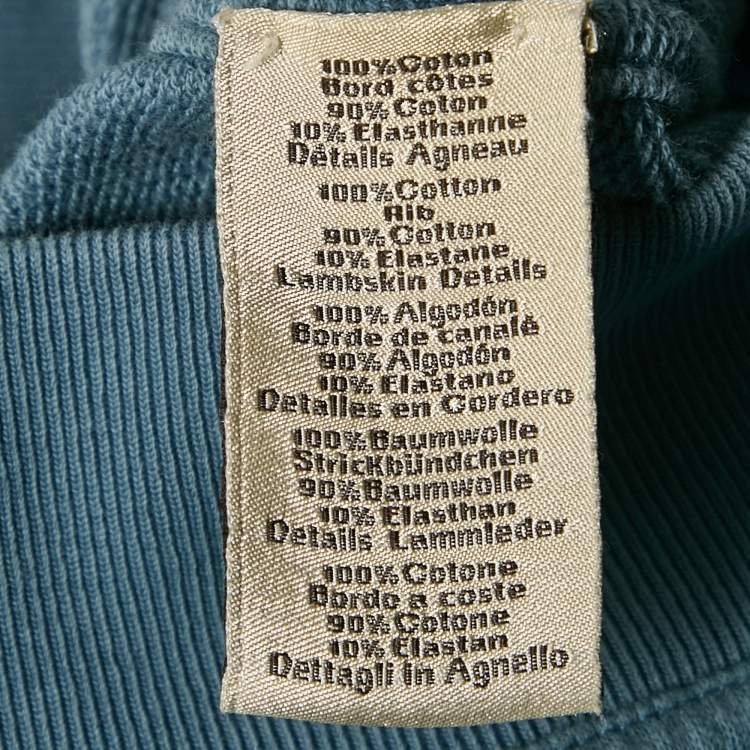 100%Coton
Bord côtes
90% Coton
10% Elasthanne
Détails Agneau
100%Cotton
Rib
90% Cotton
10% Elastane
Lambskin Details
100% Algodón
Borde de canalé
90% Algodón
10% Elastano
Detalles en Cordero
100%Baumwolle
Strickbündchen
90%Baumwolle
10% Elasthan
Details Lammleder
100%Cotone
Bordo a coste
90% Cotone
10% Elastan
Dettagli in Agnello